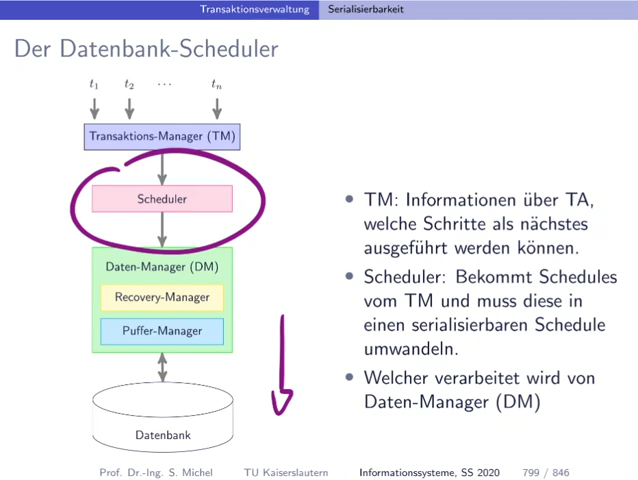 Transaktionsverwaltung Serialisierbarkeit
Der Datenbank-Scheduler
t1 t2 ··· tn
Transaktions-Manager (TM)
Scheduler
Daten-Manager (DM)
Recovery-Manager
Puffer-Manager
Datenbank
• TM: Informationen über TA,
welche Schritte als nächstes
ausgeführt werden können.
• Scheduler: Bekommt Schedules
vom TM und muss diese in
einen serialisierbaren Schedule
umwandeln.
• Welcher verarbeitet wird von
Daten-Manager (DM)
Prof. Dr.-Ing. S. Michel TU Kaiserslautern Informationssysteme, SS 2020 799 / 846